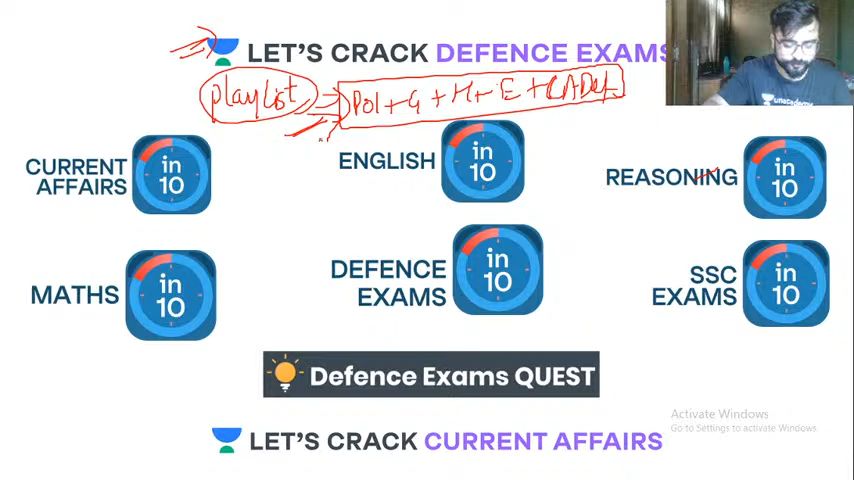 LET'S CRACK DEFENCE EXAMS
playlist Pol + G + H + E + CA Def.
CURRENT AFFAIRS in 10
ENGLISH in 10
REASONING in 10
MATHS in 10
DEFENCE EXAMS in 10
SSC EXAMS in 10
Defence Exams QUEST
Activate Windows
Go to Settings to activate Windows.
LET'S CRACK CURRENT AFFAIRS
unacademy